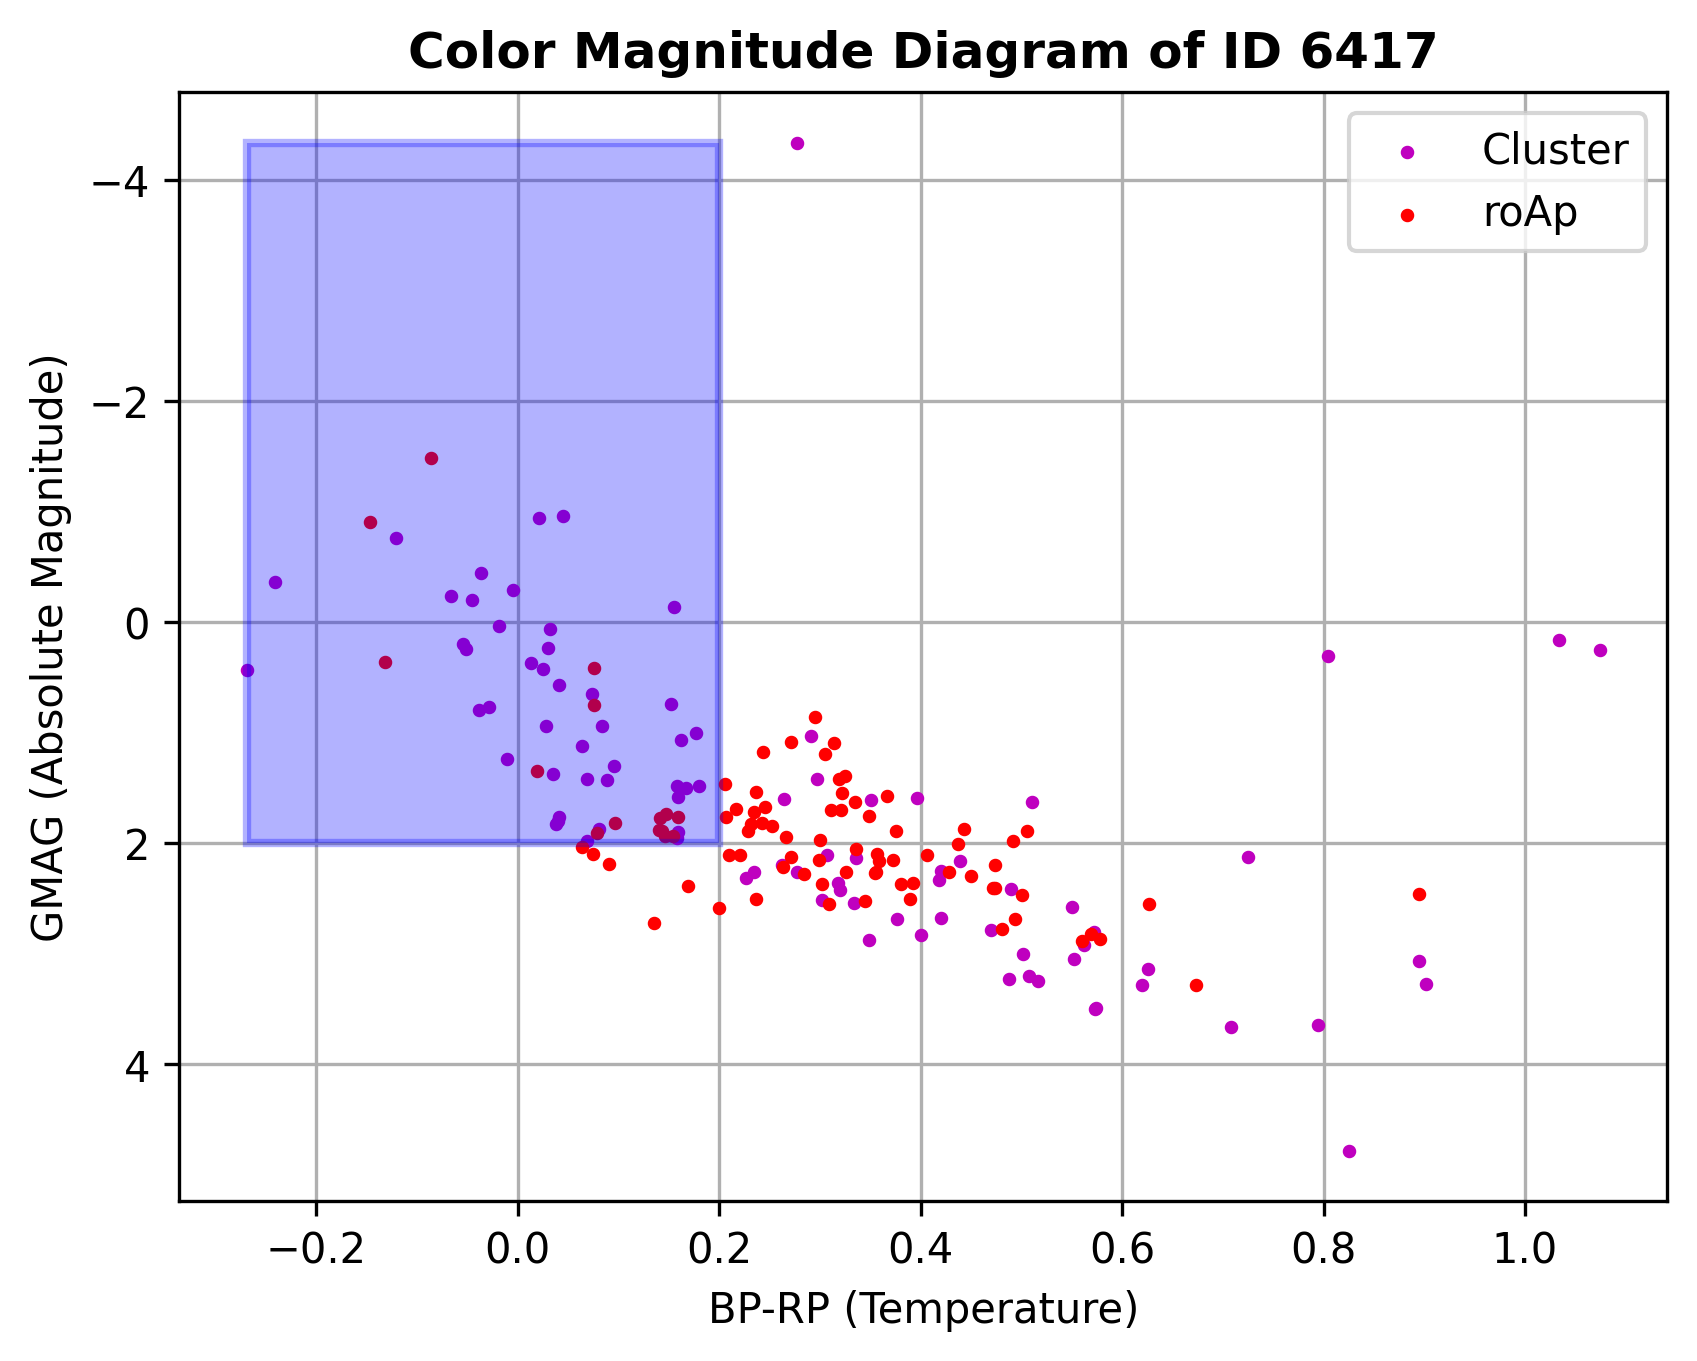 Color Magnitude Diagram of ID 6417
Cluster
roAp
−4
−2
0
2
4
GMAG (Absolute Magnitude)
−0.2 0.0 0.2 0.4 0.6 0.8 1.0
BP-RP (Temperature)